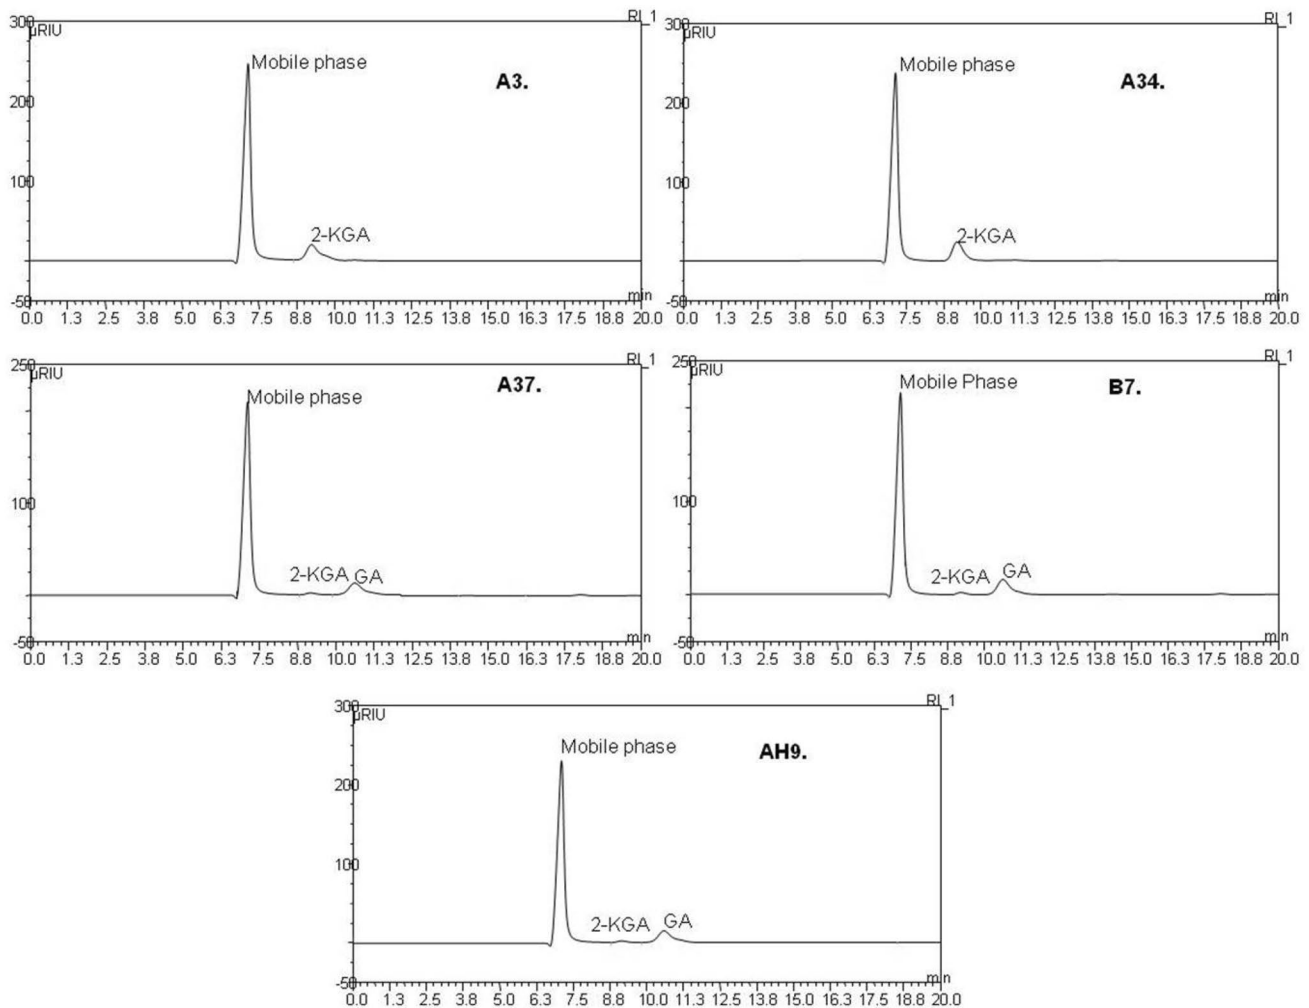 300
µRIU
RI_1
Mobile phase
A3.
200
100
2-KGA
-50
min
0.0 1.3 2.5 3.8 5.0 6.3 7.5 8.8 10.0 11.3 12.5 13.8 15.0 16.3 17.5 18.8 20.0
300
µRIU
RI_1
Mobile phase
A34.
200
100
2-KGA
-50
min
0.0 1.3 2.5 3.8 5.0 6.3 7.5 8.8 10.0 11.3 12.5 13.8 15.0 16.3 17.5 18.8 20.0
250
µRIU
RI_1
Mobile phase
A37.
100
2-KGA GA
-50
min
0.0 1.3 2.5 3.8 5.0 6.3 7.5 8.8 10.0 11.3 12.5 13.8 15.0 16.3 17.5 18.8 20.0
250
µRIU
RI_1
Mobile Phase
B7.
100
2-KGA GA
-50
min
0.0 1.3 2.5 3.8 5.0 6.3 7.5 8.8 10.0 11.3 12.5 13.8 15.0 16.3 17.5 18.8 20.0
300
µRIU
RI_1
Mobile phase
AH9.
200
100
2-KGA GA
-50
min
0.0 1.3 2.5 3.8 5.0 6.3 7.5 8.8 10.0 11.3 12.5 13.8 15.0 16.3 17.5 18.8 20.0